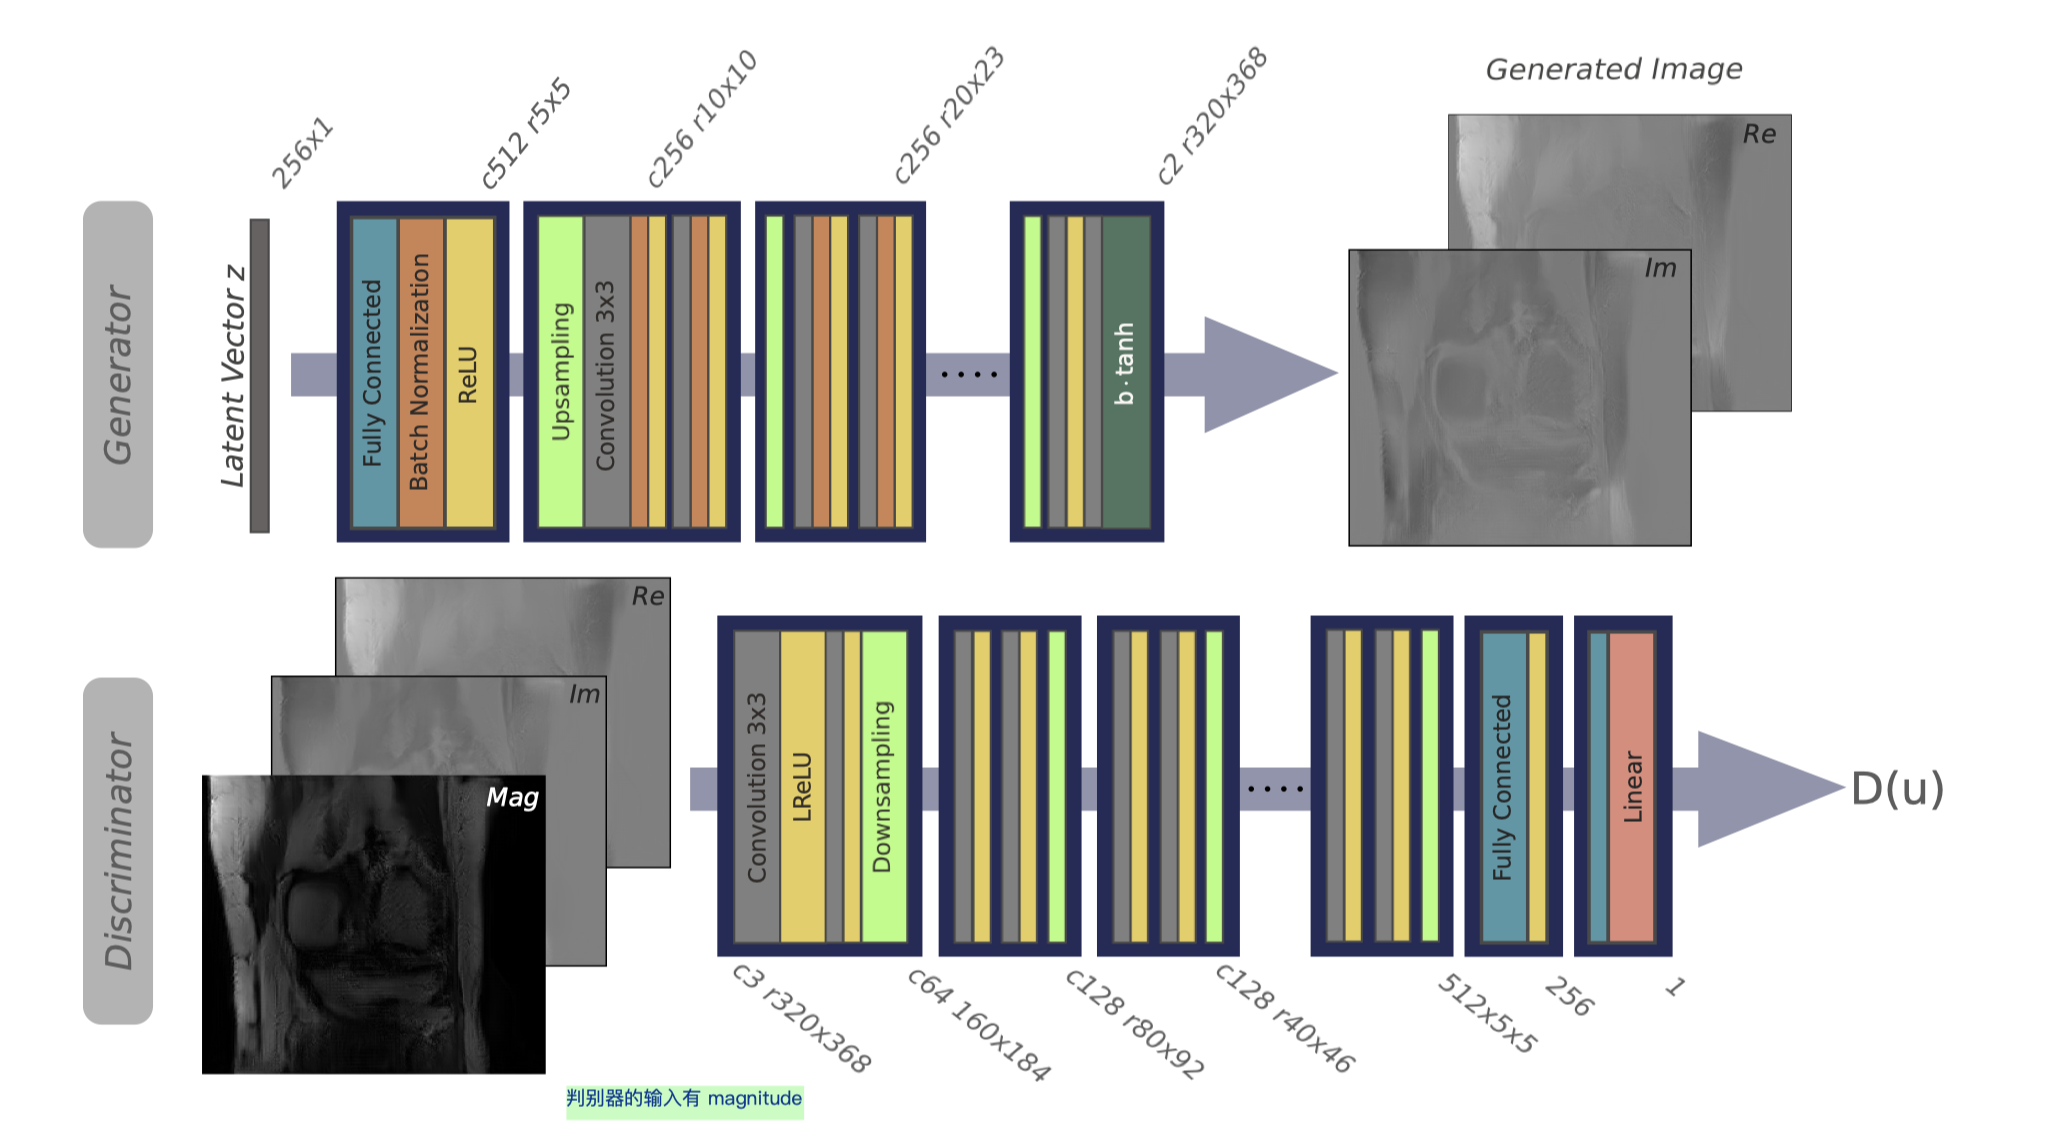 Generator
Latent Vector z
256x1
Fully Connected
Batch Normalization
ReLU
c512 r5x5
Upsampling
Convolution 3x3
c256 r10x10
c256 r20x23
....
b·tanh
c2 r320x368
Generated Image
Re
Im
Discriminator
Re
Im
Mag
Convolution 3x3
LReLU
Downsampling
....
Fully Connected
Linear
D(u)
c3 r320x368
c64 160x184
c128 r80x92
c128 r40x46
512x5x5
256
1
判别器的输入有 magnitude